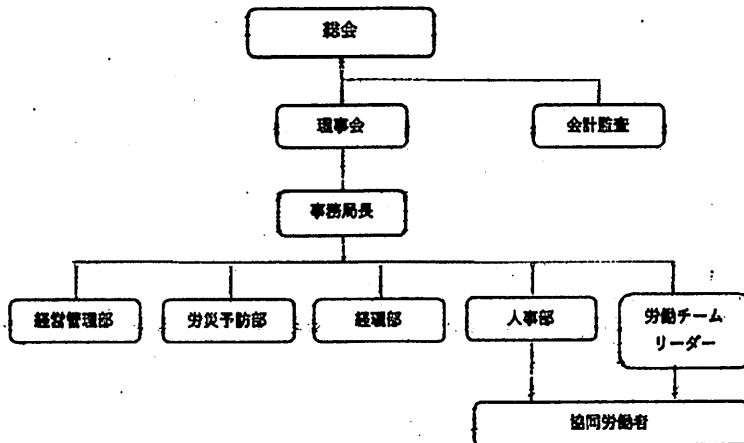 総会
理事会
会計監査
事務局長
経営管理部
労災予防部
経理部
人事部
労働チーム
リーダー
協同労働者